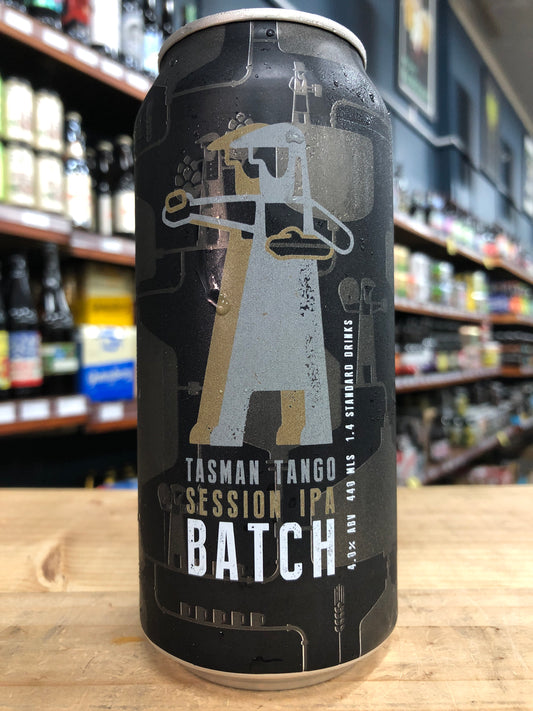 TASMAN TANGO
SESSION IPA
BATCH
4.0% ABV 440 MLS 1.4 STANDARD DRINKS